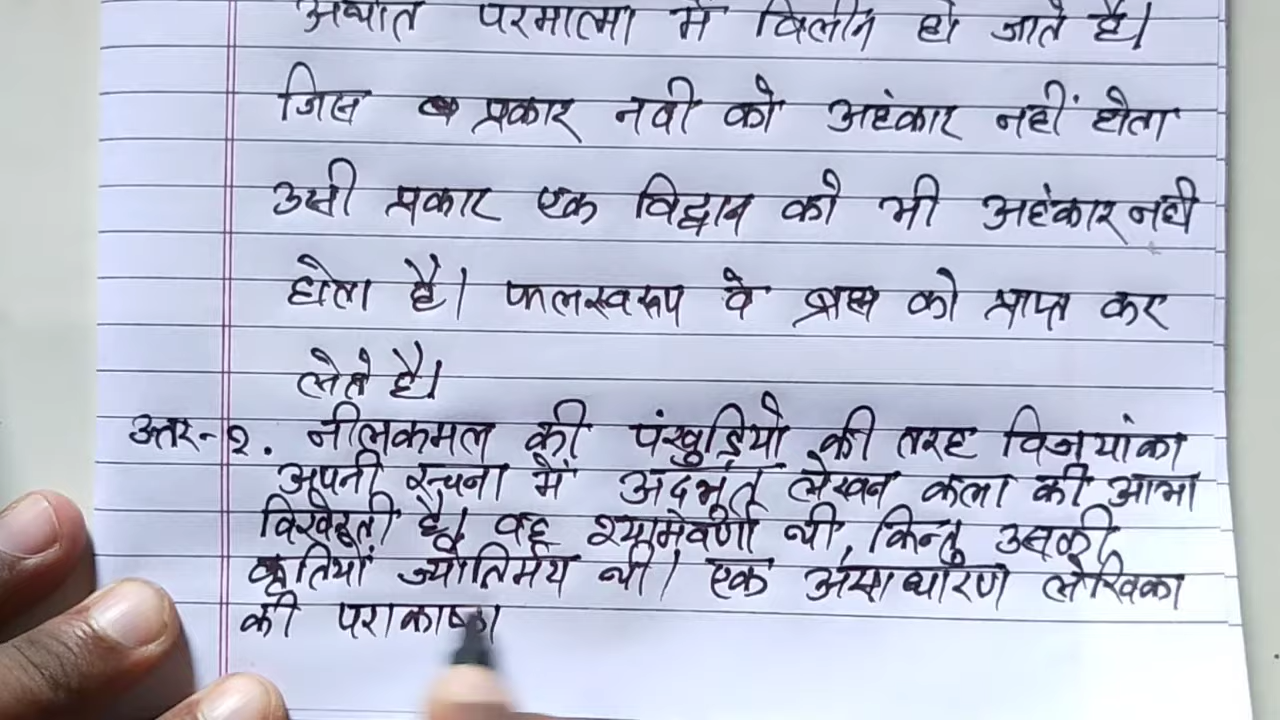 अर्थात परमात्मा में विलीन हो जाते है।
जिस प्रकार नदी को अहंकार नहीं होता
उसी प्रकार एक विद्वान को भी अहंकार नही
होता है। फलस्वरूप वे ब्रह्म को प्राप्त कर
लेते है।
उत्तर-२. नीलकमल की पंखुड़ियो की तरह विजयांका
अपनी रचना में अदभूत लेखन कला की आभा
बिखेरती है। वह श्यामवर्णा थी, किन्तु उसकी
कृतियाँ ज्योतिर्मय थी। एक असाधारण लेखिका
की पराकाष्ठा